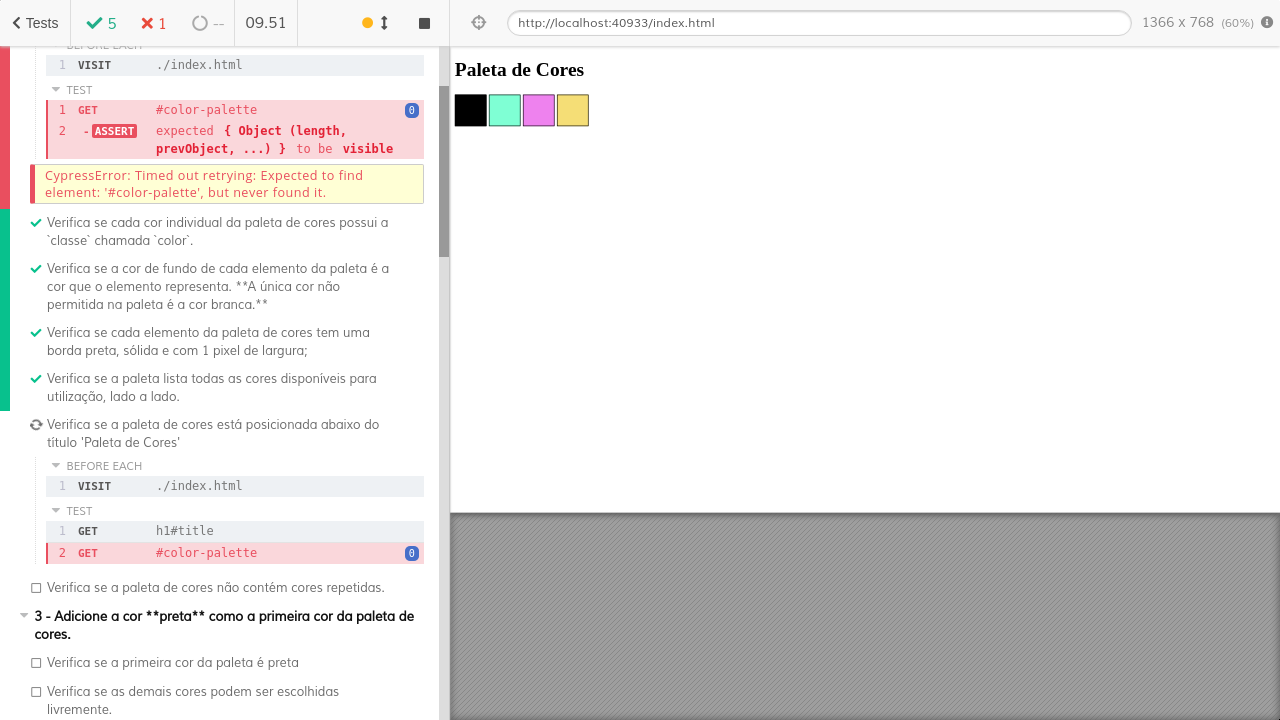 Tests
5
1
--
09.51
http://localhost:40933/index.html
1366 x 768 (60%)
BEFORE EACH
1 VISIT ./index.html
TEST
1 GET #color-palette 0
2 - ASSERT expected { Object (length,
prevObject, ...) } to be visible
CypressError: Timed out retrying: Expected to find
element: '#color-palette', but never found it.
Verifica se cada cor individual da paleta de cores possui a
`classe` chamada `color`.
Verifica se a cor de fundo de cada elemento da paleta é a
cor que o elemento representa. **A única cor não
permitida na paleta é a cor branca.**
Verifica se cada elemento da paleta de cores tem uma
borda preta, sólida e com 1 pixel de largura;
Verifica se a paleta lista todas as cores disponíveis para
utilização, lado a lado.
Verifica se a paleta de cores está posicionada abaixo do
título 'Paleta de Cores'
BEFORE EACH
1 VISIT ./index.html
TEST
1 GET h1#title
2 GET #color-palette 0
Verifica se a paleta de cores não contém cores repetidas.
3 - Adicione a cor **preta** como a primeira cor da paleta de
cores.
Verifica se a primeira cor da paleta é preta
Verifica se as demais cores podem ser escolhidas
livremente.
Paleta de Cores